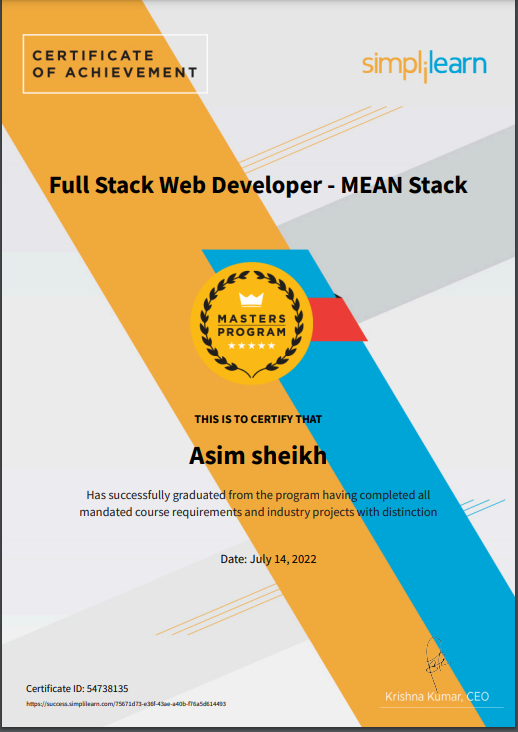 CERTIFICATE
OF ACHIEVEMENT
simplilearn
Full Stack Web Developer - MEAN Stack
MASTERS
PROGRAM
THIS IS TO CERTIFY THAT
Asim sheikh
Has successfully graduated from the program having completed all
mandated course requirements and industry projects with distinction
Date: July 14, 2022
Krishna Kumar, CEO
Certificate ID: 54738135
https://success.simplilearn.com/75671d73-e36f-43ae-a40b-f76a5d614493